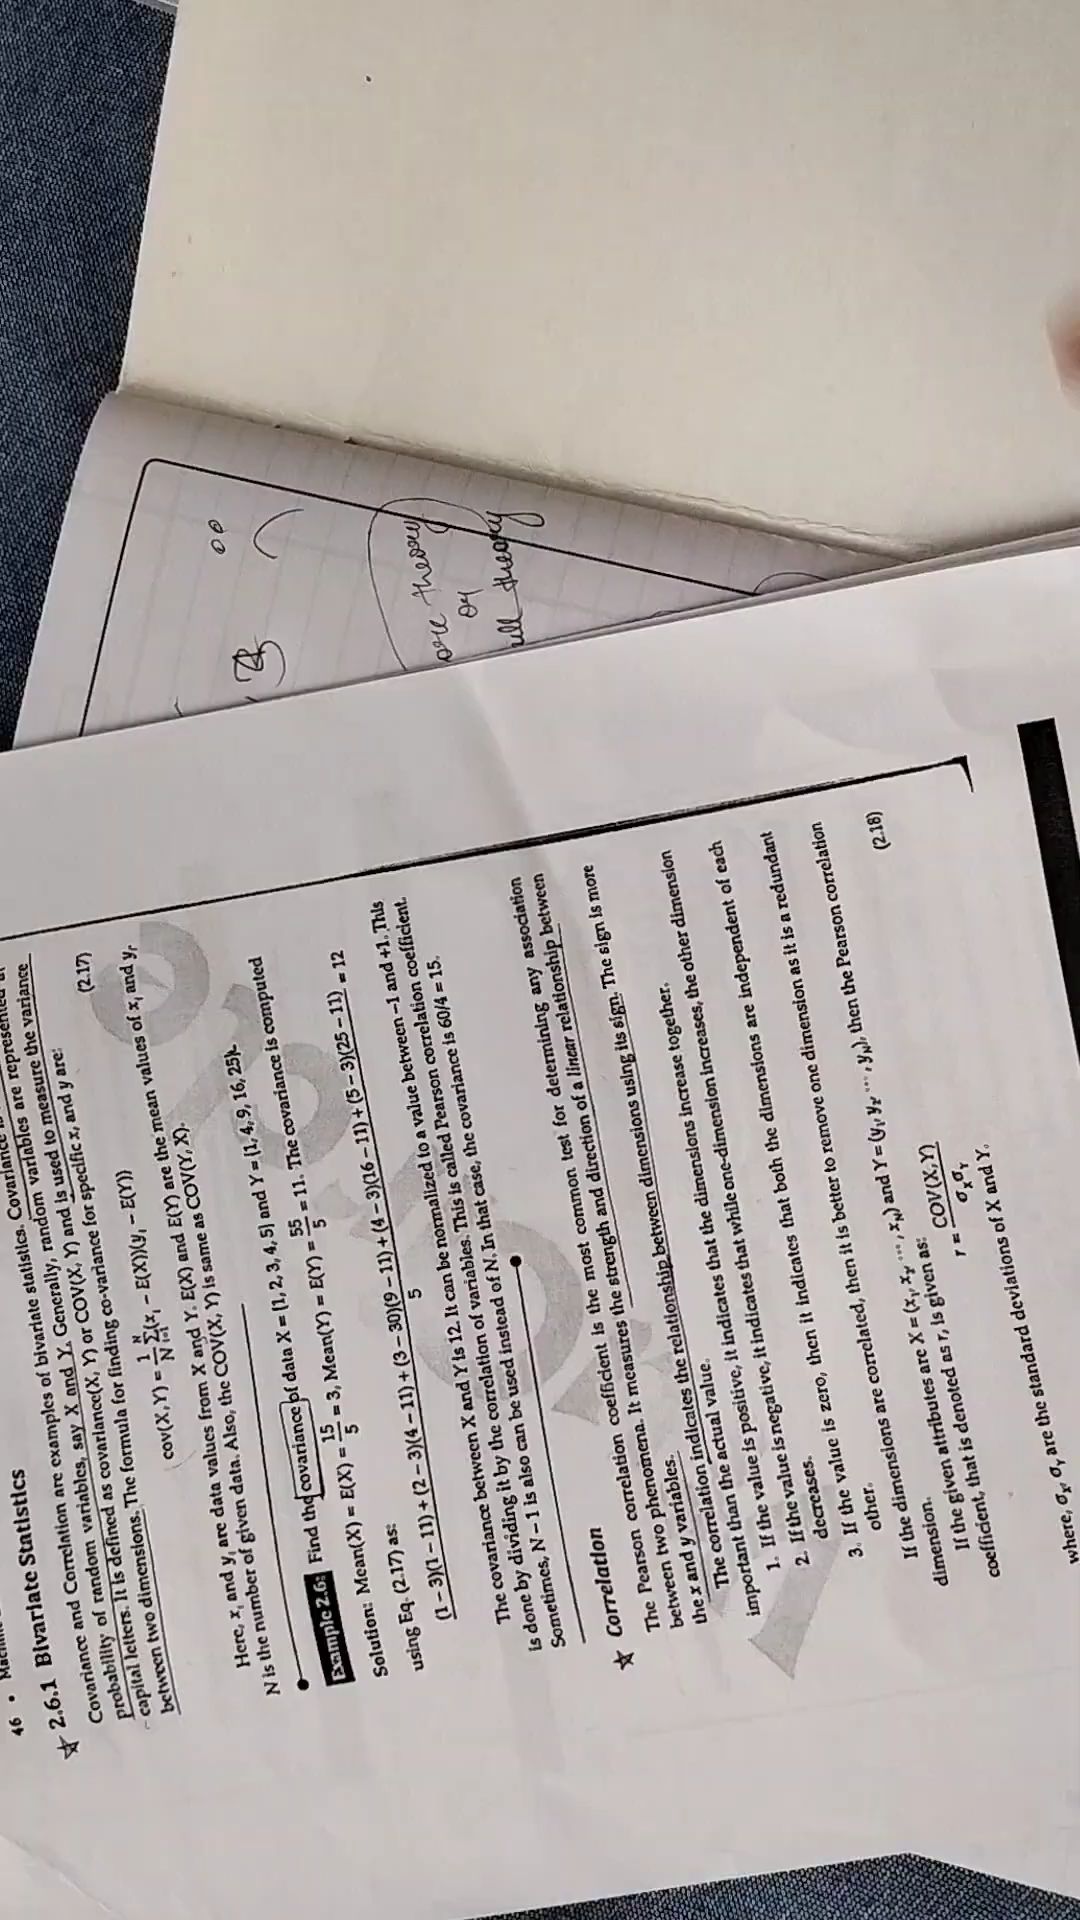 46 •
2.6.1 Bivariate Statistics
Covariance and Correlation are examples of bivariate statistics. Covariance
probability of random variables, say X and Y. Generally, random variables are represented
capital letters. It is defined as covariance(X, Y) or COV(X, Y) and is used to measure the variance
between two dimensions. The formula for finding co-variance for specific x, and y are:
cov(X, Y) = 1/N ∑ᵢ₌₁ᴺ (xᵢ − E(X))(yᵢ − E(Y)) (2.17)
Here, xᵢ and yᵢ are data values from X and Y. E(X) and E(Y) are the mean values of xᵢ and yᵢ.
N is the number of given data. Also, the COV(X, Y) is same as COV(Y, X).
Example 2.6: Find the covariance of data X = {1, 2, 3, 4, 5} and Y = {1, 4, 9, 16, 25}.
Solution: Mean(X) = E(X) = 15/5 = 3, Mean(Y) = E(Y) = 55/5 = 11. The covariance is computed
using Eq. (2.17) as:
(1 − 3)(1 − 11) + (2 − 3)(4 − 11) + (3 − 30)(9 − 11) + (4 − 3)(16 − 11) + (5 − 3)(25 − 11) / 5 = 12
The covariance between X and Y is 12. It can be normalized to a value between −1 and +1. This
is done by dividing it by the correlation of variables. This is called Pearson correlation coefficient.
Sometimes, N − 1 is also can be used instead of N. In that case, the covariance is 60/4 = 15.
Correlation
The Pearson correlation coefficient is the most common test for determining any association
between two phenomena. It measures the strength and direction of a linear relationship between
the x and y variables.
The correlation indicates the relationship between dimensions using its sign. The sign is more
important than the actual value.
1. If the value is positive, it indicates that the dimensions increase together.
2. If the value is negative, it indicates that while one-dimension increases, the other dimension
decreases.
3. If the value is zero, then it indicates that both the dimensions are independent of each
other.
If the dimensions are correlated, then it is better to remove one dimension as it is a redundant
dimension.
If the given attributes are X = (x₁, x₂, ⋯, xN) and Y = (y₁, y₂, ⋯, yN), then the Pearson correlation
coefficient, that is denoted as r, is given as:
r = COV(X, Y)/σXσY (2.18)
where, σX, σY are the standard deviations of X and Y.
theory
or
theory